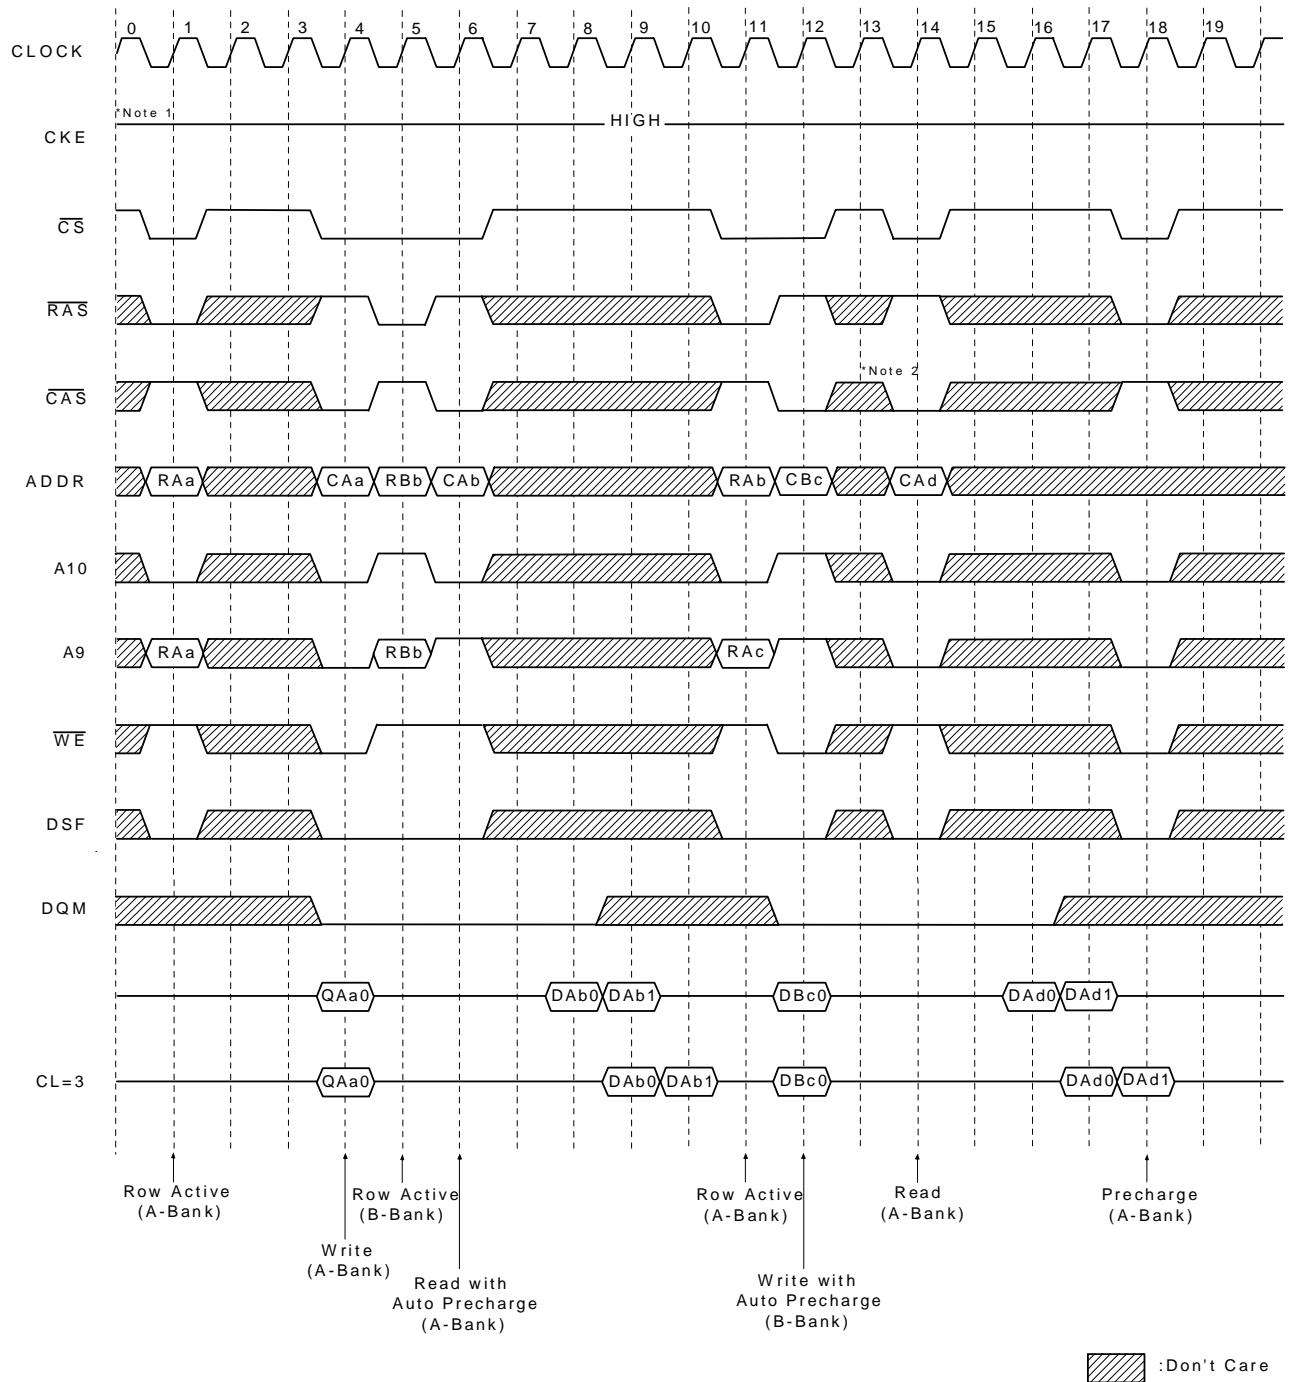 0 1 2 3 4 5 6 7 8 9 10 11 12 13 14 15 16 17 18 19
CLOCK
*Note 1
HIGH
CKE
CS
RAS
*Note 2
CAS
ADDR RAa CAa RBb CAb RAb CBc CAd
A10
A9 RAa RBb RAc
WE
DSF
DQM
QAa0 DAb0 DAb1 DBc0 DAd0 DAd1
CL=3 QAa0 DAb0 DAb1 DBc0 DAd0 DAd1
Row Active Row Active Row Active Read Precharge
(A-Bank) (B-Bank) (A-Bank) (A-Bank) (A-Bank)
Write
(A-Bank)
Read with Write with
Auto Precharge Auto Precharge
(A-Bank) (B-Bank)
:Don't Care